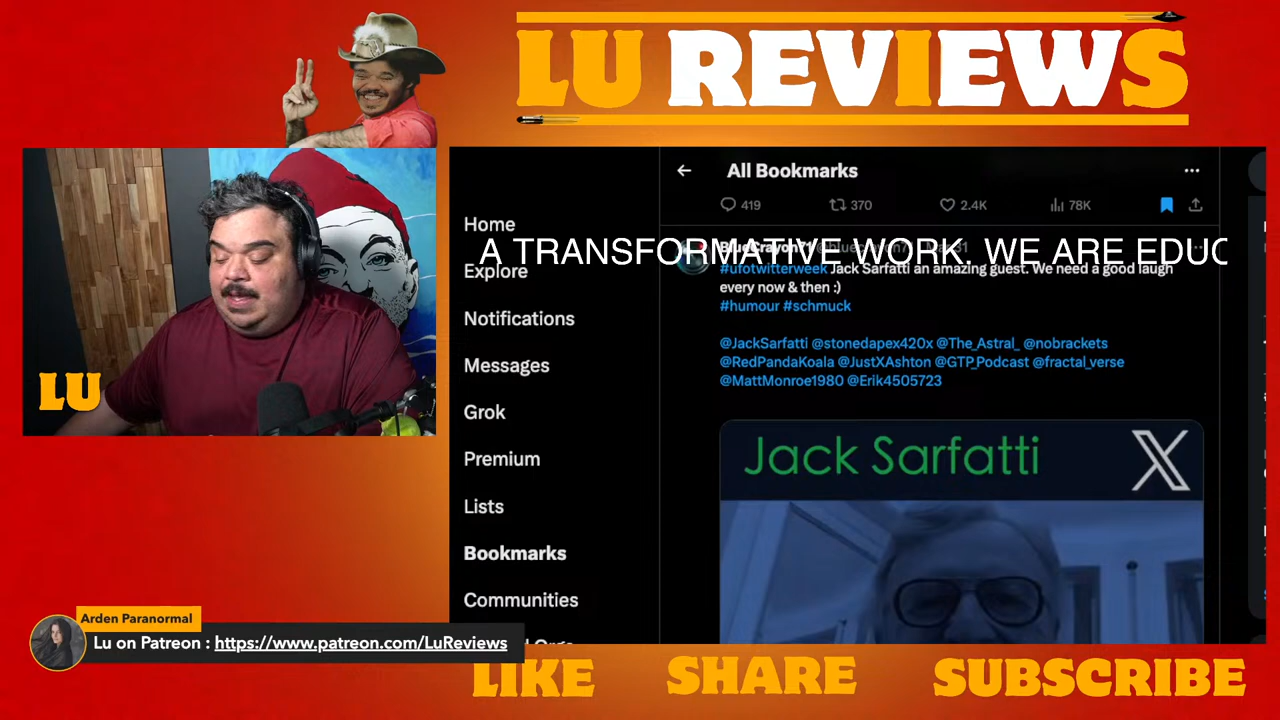 LU REVIEWS
All Bookmarks
419 370 2.4K 78K
Home
Explore
Notifications
Messages
Grok
Premium
Lists
Bookmarks
Communities
A TRANSFORMATIVE WORK. WE ARE EDUC
#ufotwitterweek Jack Sarfatti an amazing guest. We need a good laugh
every now & then :)
#humour #schmuck
@JackSarfatti @stonedapex420x @The_Astral_ @nobrackets
@RedPandaKoala @JustXAshton @GTP_Podcast @fractal_verse
@MattMonroe1980 @Erik4505723
Jack Sarfatti
LU
Arden Paranormal
Lu on Patreon : https://www.patreon.com/LuReviews
LIKE SHARE SUBSCRIBE